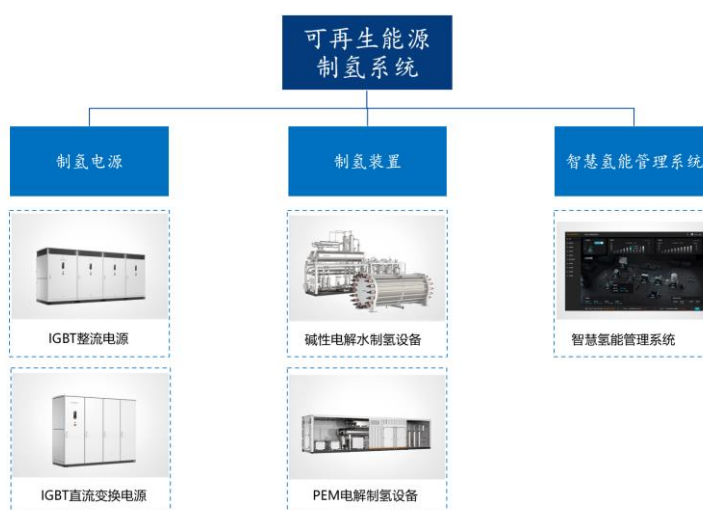 可再生能源
制氢系统
制氢电源
制氢装置
智慧氢能管理系统
IGBT整流电源
碱性电解水制氢设备
智慧氢能管理系统
IGBT直流变换电源
PEM电解制氢设备